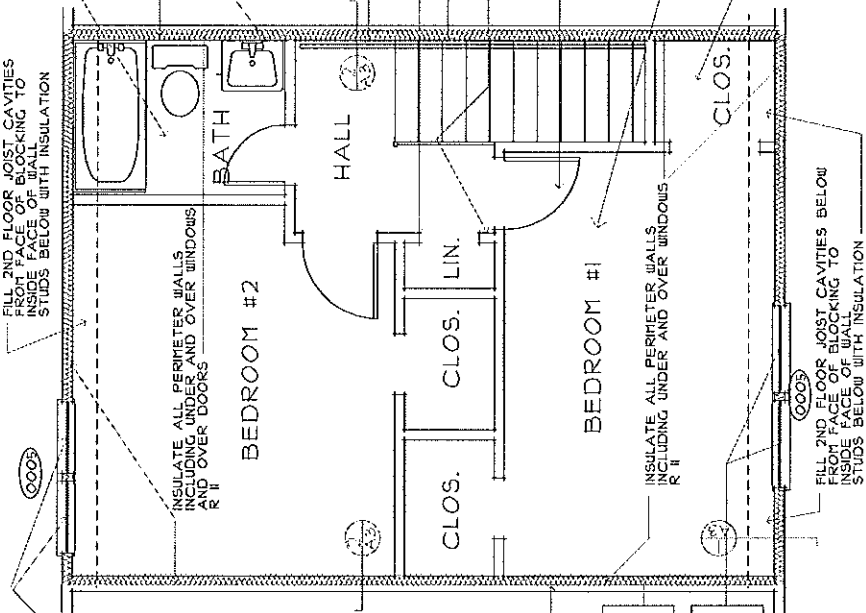 FILL 2ND FLOOR JOIST CAVITIES
FROM FACE OF BLOCKING TO
INSIDE FACE OF WALL
STUDS BELOW WITH INSULATION
0005
BATH
HALL
CLOS.
INSULATE ALL PERIMETER WALLS
INCLUDING UNDER AND OVER WINDOWS
AND OVER DOORS
R 11
BEDROOM #2
LIN.
CLOS.
CLOS.
BEDROOM #1
INSULATE ALL PERIMETER WALLS
INCLUDING UNDER AND OVER WINDOWS
R 11
0005
FILL 2ND FLOOR JOIST CAVITIES BELOW
FROM FACE OF BLOCKING TO
INSIDE FACE OF WALL
STUDS BELOW WITH INSULATION